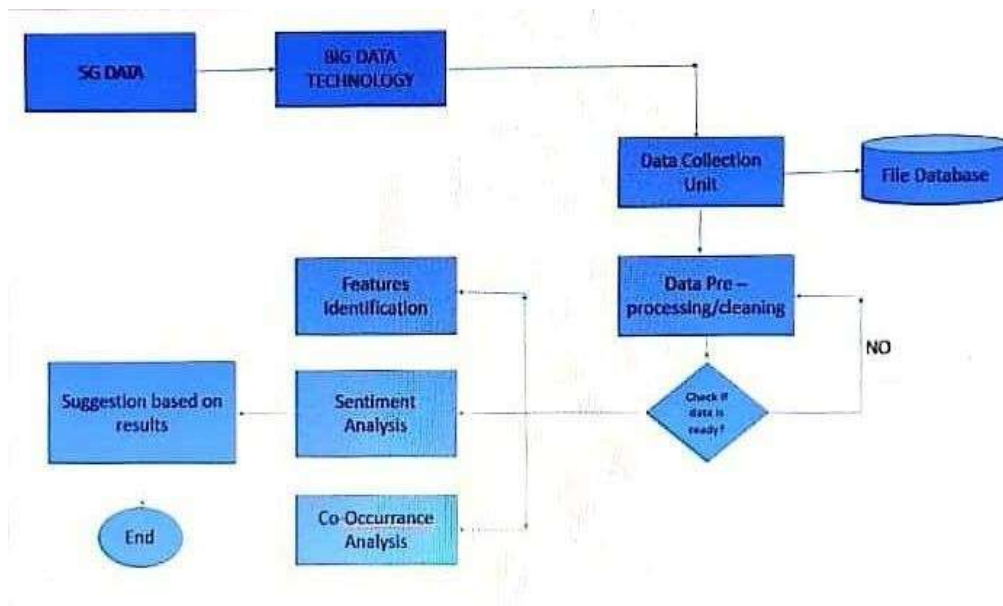 5G DATA
BIG DATA
TECHNOLOGY
Data Collection
Unit
File Database
Features
Identification
Data Pre –
processing/cleaning
NO
Suggestion based on
results
Sentiment
Analysis
Check if
data is
ready?
Co-Occurrance
Analysis
End